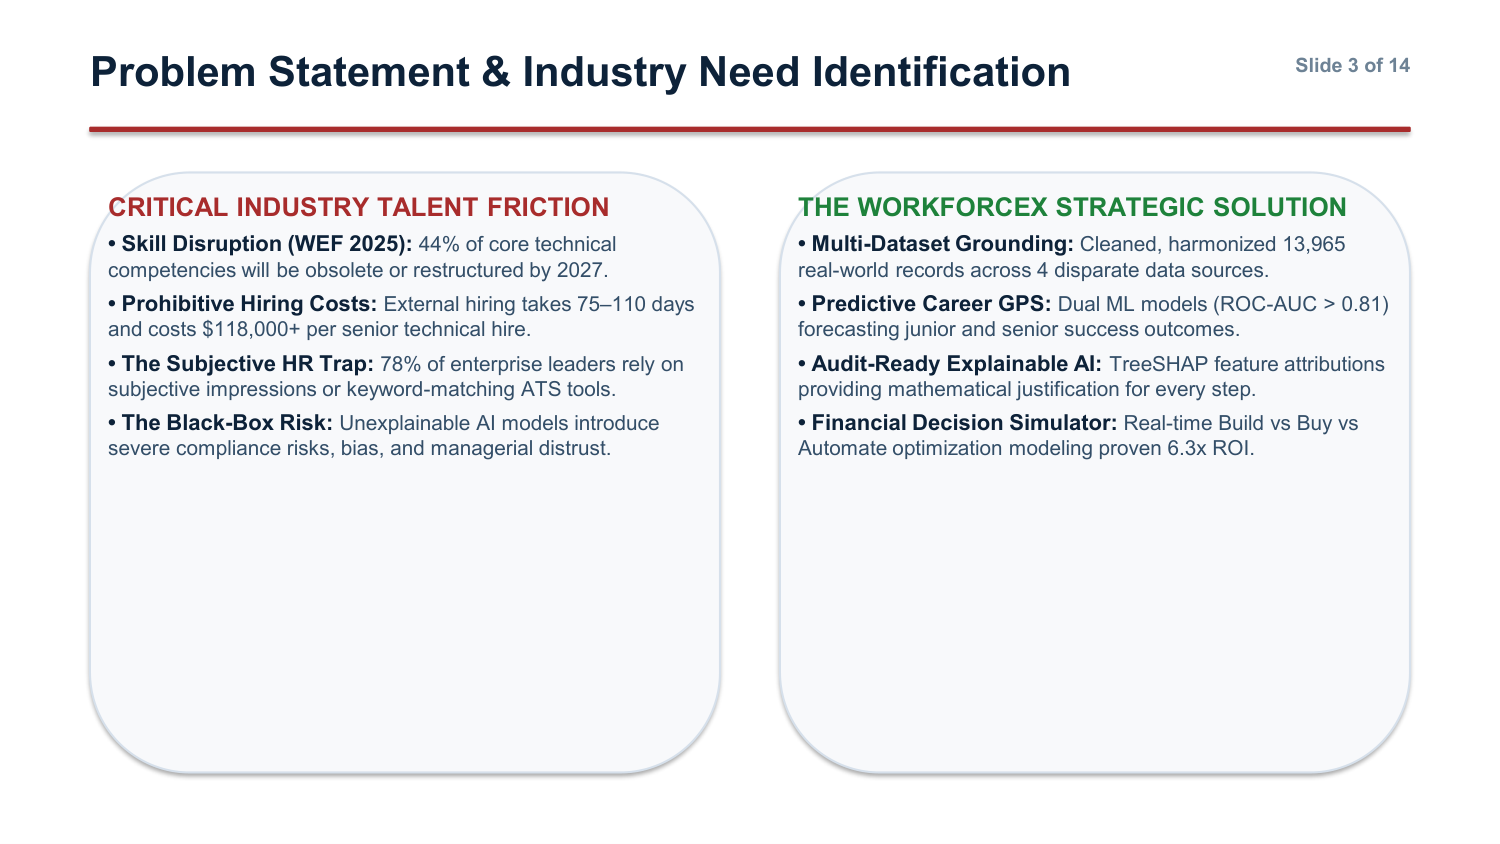 Problem Statement & Industry Need Identification
Slide 3 of 14
CRITICAL INDUSTRY TALENT FRICTION
• Skill Disruption (WEF 2025): 44% of core technical
competencies will be obsolete or restructured by 2027.
• Prohibitive Hiring Costs: External hiring takes 75–110 days
and costs $118,000+ per senior technical hire.
• The Subjective HR Trap: 78% of enterprise leaders rely on
subjective impressions or keyword-matching ATS tools.
• The Black-Box Risk: Unexplainable AI models introduce
severe compliance risks, bias, and managerial distrust.
THE WORKFORCEX STRATEGIC SOLUTION
• Multi-Dataset Grounding: Cleaned, harmonized 13,965
real-world records across 4 disparate data sources.
• Predictive Career GPS: Dual ML models (ROC-AUC > 0.81)
forecasting junior and senior success outcomes.
• Audit-Ready Explainable AI: TreeSHAP feature attributions
providing mathematical justification for every step.
• Financial Decision Simulator: Real-time Build vs Buy vs
Automate optimization modeling proven 6.3x ROI.